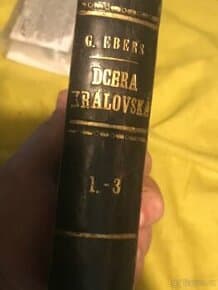 G. EBERS
DCERA
KRÁLOVSKÁ
1.-3